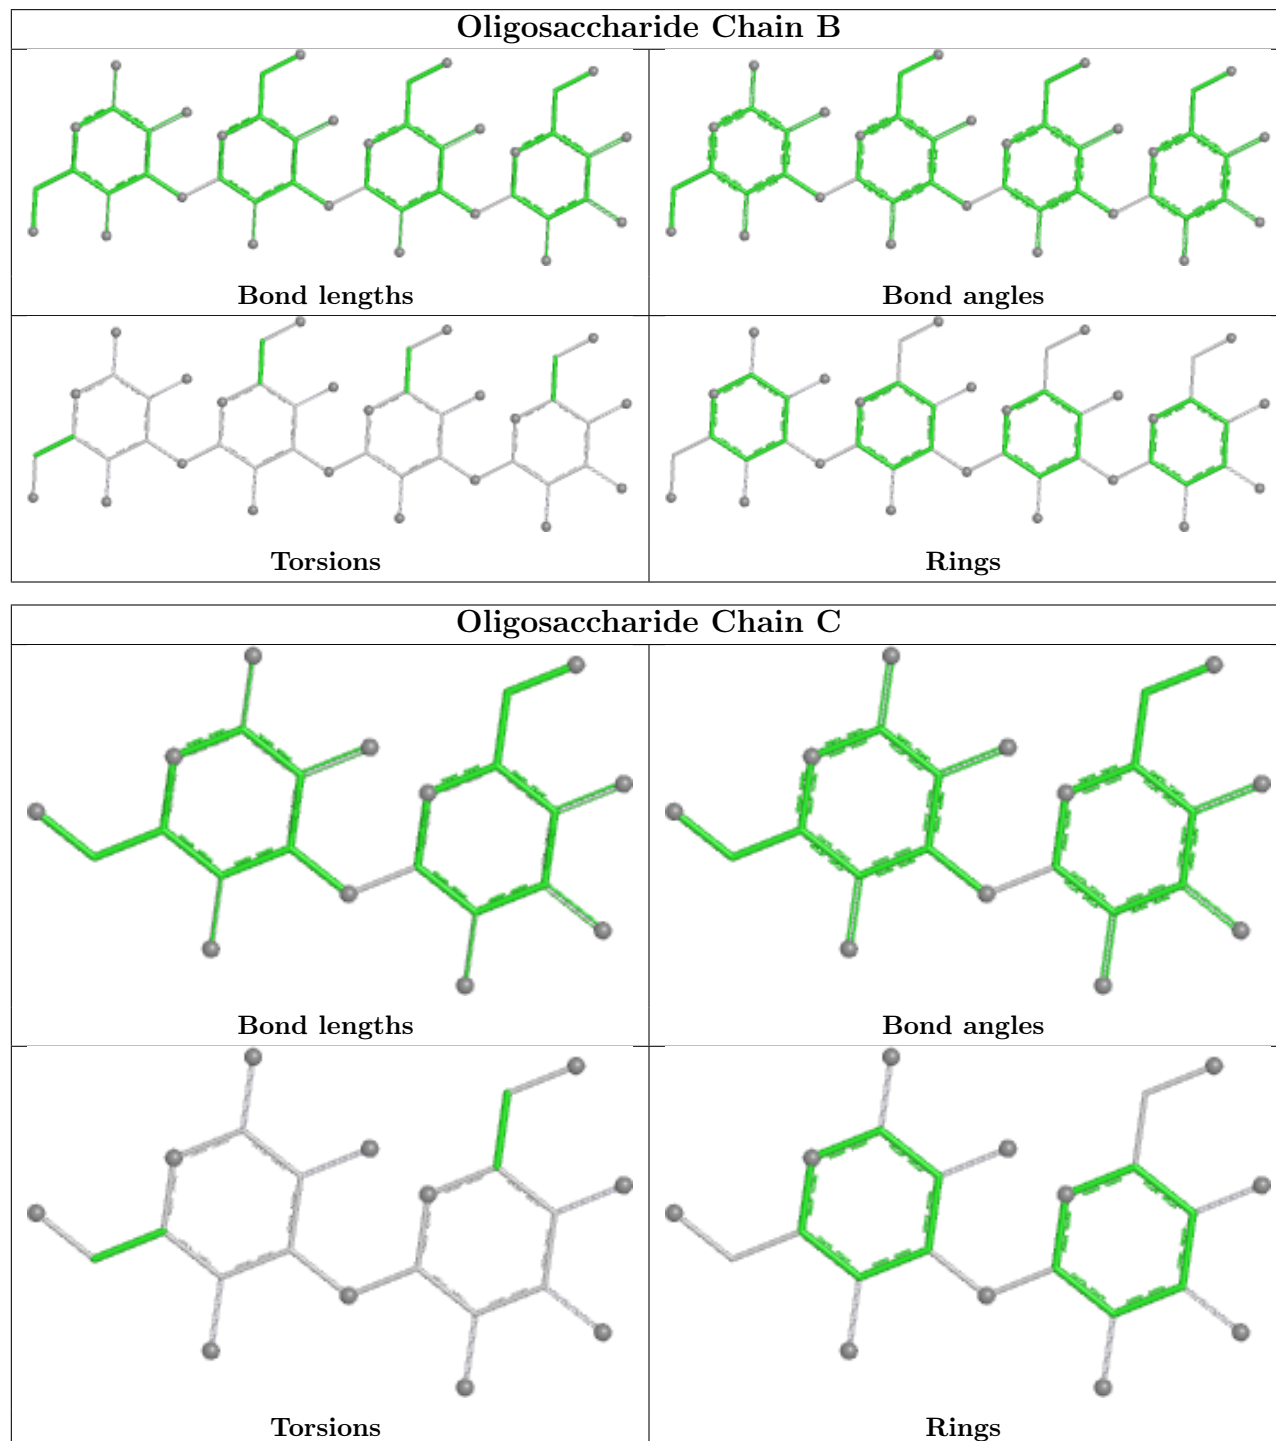 Oligosaccharide Chain B
Bond lengths
Bond angles
Torsions
Rings
Oligosaccharide Chain C
Bond lengths
Bond angles
Torsions
Rings